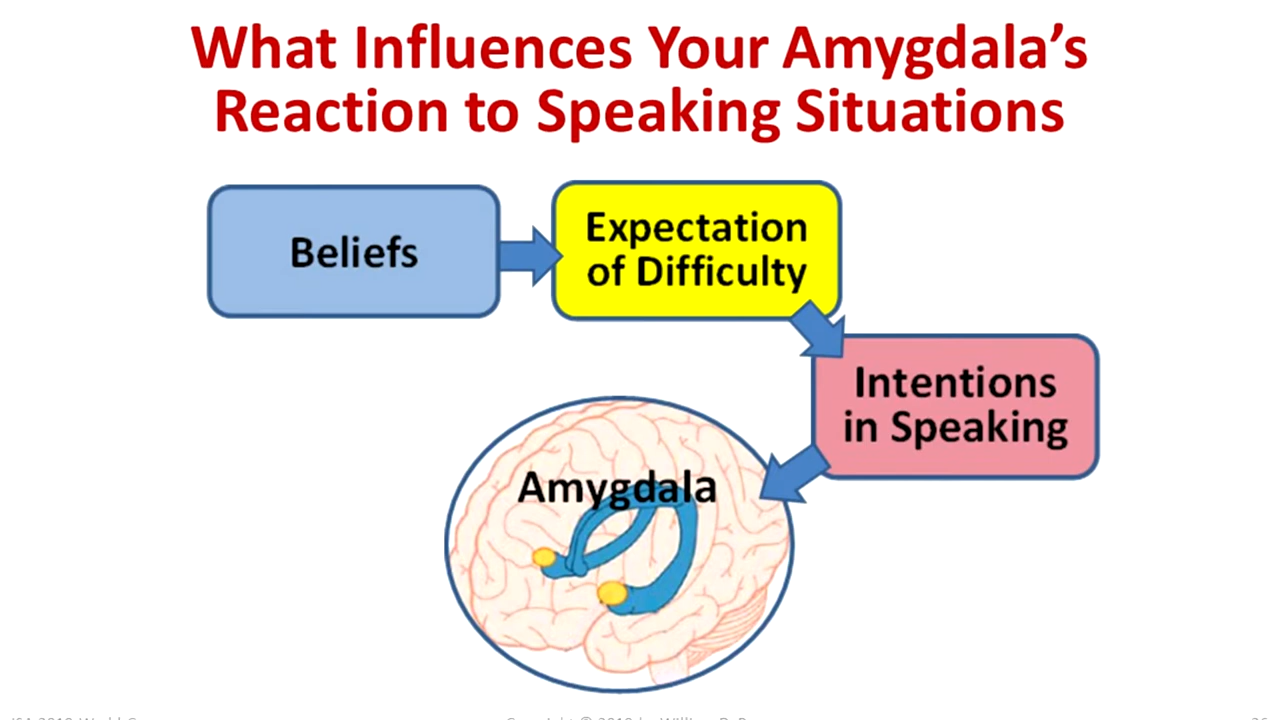 What Influences Your Amygdala’s
Reaction to Speaking Situations
Beliefs
Expectation
of Difficulty
Intentions
in Speaking
Amygdala